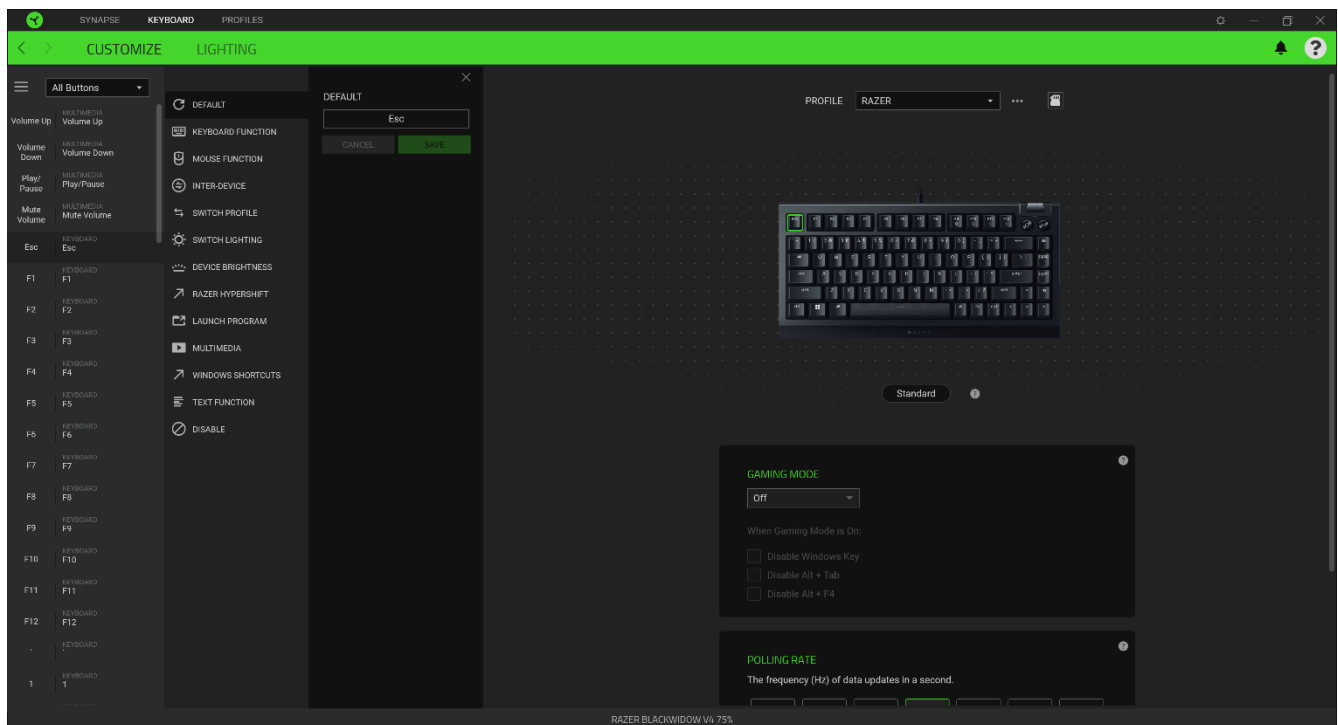 SYNAPSE KEYBOARD PROFILES
CUSTOMIZE LIGHTING
All Buttons
Volume Up MULTIMEDIA Volume Up
Volume Down MULTIMEDIA Volume Down
Play/ Pause MULTIMEDIA Play/Pause
Mute Volume MULTIMEDIA Mute Volume
Esc KEYBOARD Esc
F1 KEYBOARD F1
F2 KEYBOARD F2
F3 KEYBOARD F3
F4 KEYBOARD F4
F5 KEYBOARD F5
F6 KEYBOARD F6
F7 KEYBOARD F7
F8 KEYBOARD F8
F9 KEYBOARD F9
F10 KEYBOARD F10
F11 KEYBOARD F11
F12 KEYBOARD F12
` KEYBOARD `
1 KEYBOARD 1
DEFAULT
KEYBOARD FUNCTION
MOUSE FUNCTION
INTER-DEVICE
SWITCH PROFILE
SWITCH LIGHTING
DEVICE BRIGHTNESS
RAZER HYPERSHIFT
LAUNCH PROGRAM
MULTIMEDIA
WINDOWS SHORTCUTS
TEXT FUNCTION
DISABLE
DEFAULT
Esc
CANCEL SAVE
PROFILE RAZER
Standard
GAMING MODE
Off
When Gaming Mode is On:
Disable Windows Key
Disable Alt + Tab
Disable Alt + F4
POLLING RATE
The frequency (Hz) of data updates in a second.
RAZER BLACKWIDOW V4 75%